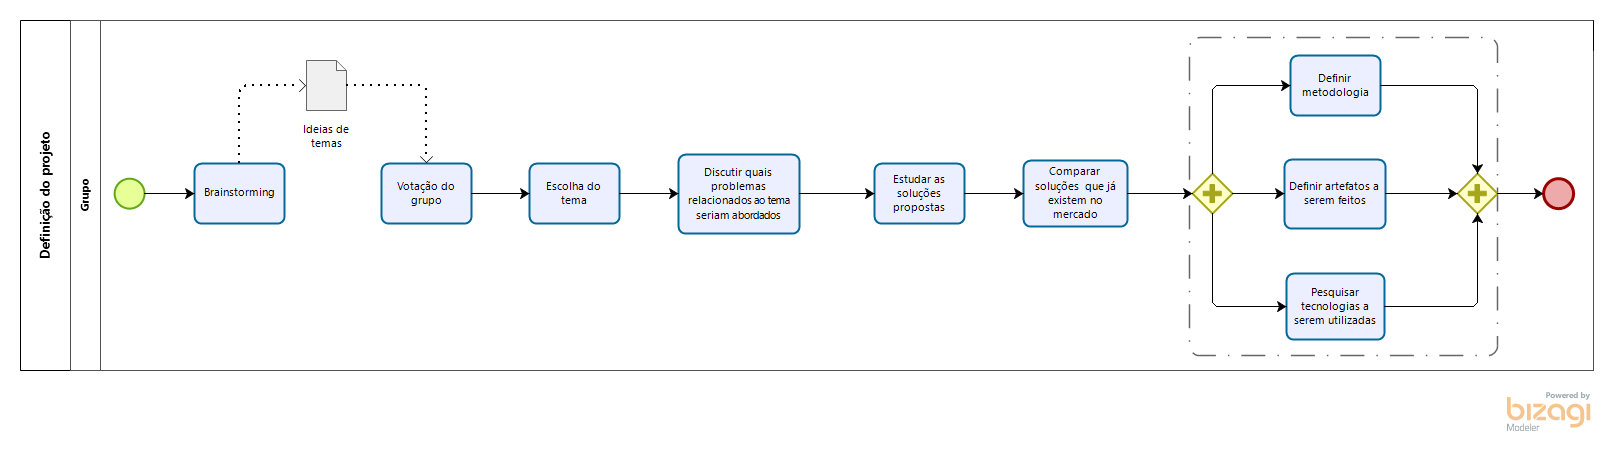 Definição do projeto
Grupo
Brainstorming
Ideias de
temas
Votação do
grupo
Escolha do
tema
Discutir quais
problemas
relacionados ao tema
seriam abordados
Estudar as
soluções
propostas
Comparar
soluções que já
existem no
mercado
Definir
metodologia
Definir artefatos a
serem feitos
Pesquisar
tecnologias a
serem utilizadas
Powered by
bizagi
Modeler